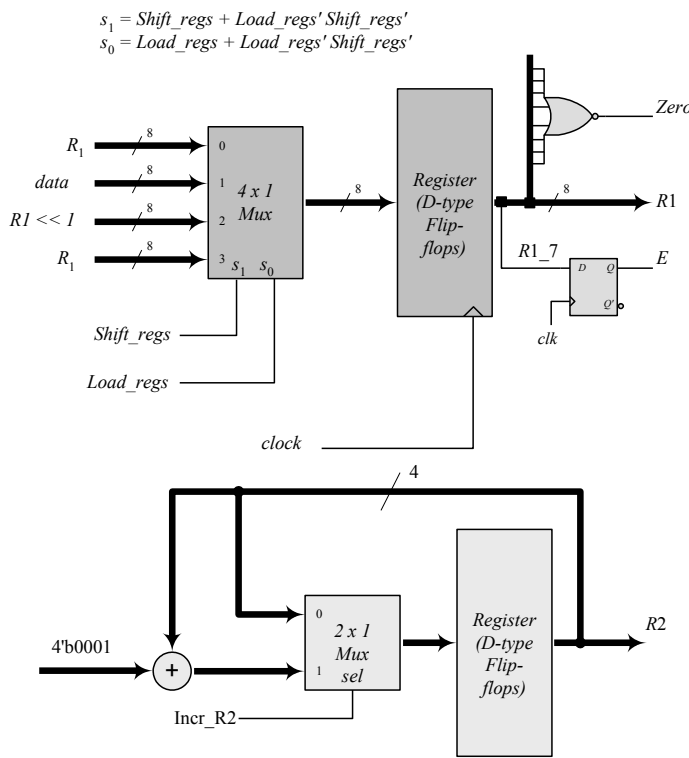 s₁ = Shift_regs + Load_regs' Shift_regs'
s₀ = Load_regs + Load_regs' Shift_regs'
R₁ 8 0
data 8 1
R1 << 1 8 2
R₁ 8 3
4 x 1
Mux
s₁ s₀
8
Register
(D-type
Flip-
flops)
Zero
8 R1
R1_7
D Q
Q'
E
clk
Shift_regs
Load_regs
clock
4
4'b0001
+
0
1
2 x 1
Mux
sel
Incr_R2
Register
(D-type
Flip-
flops)
R2